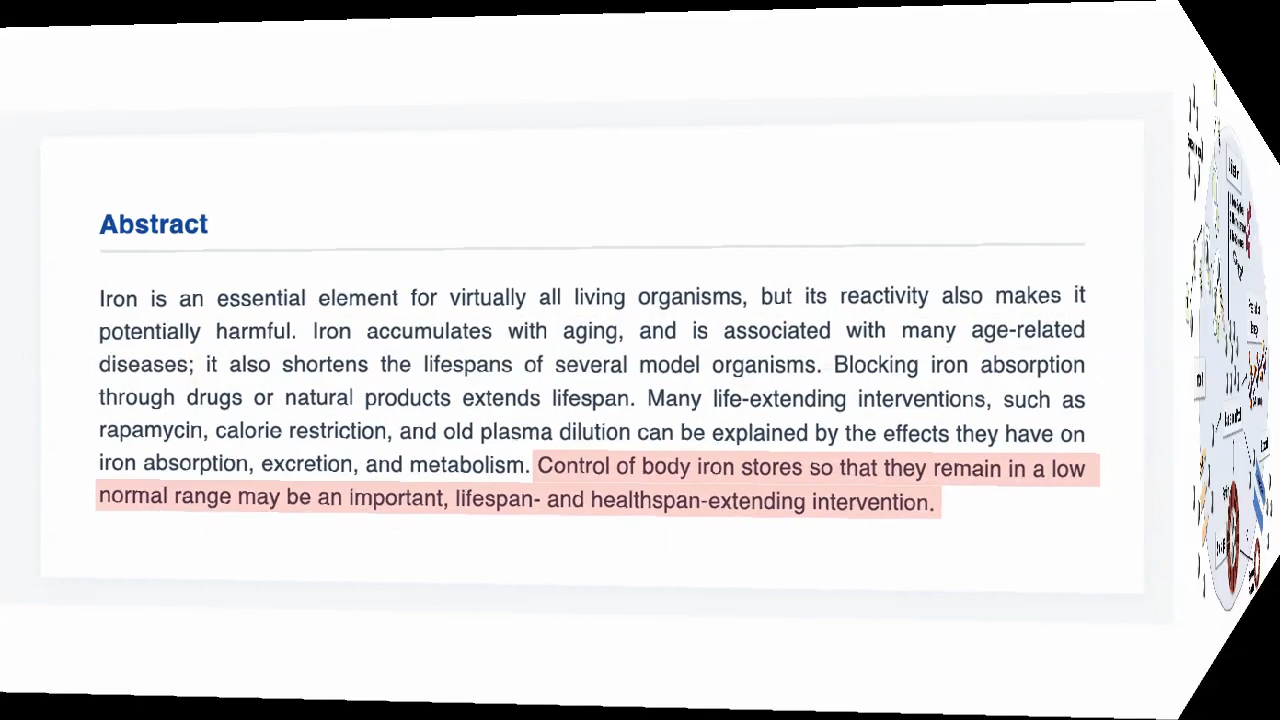 Abstract
Iron is an essential element for virtually all living organisms, but its reactivity also makes it
potentially harmful. Iron accumulates with aging, and is associated with many age-related
diseases; it also shortens the lifespans of several model organisms. Blocking iron absorption
through drugs or natural products extends lifespan. Many life-extending interventions, such as
rapamycin, calorie restriction, and old plasma dilution can be explained by the effects they have on
iron absorption, excretion, and metabolism. Control of body iron stores so that they remain in a low
normal range may be an important, lifespan- and healthspan-extending intervention.